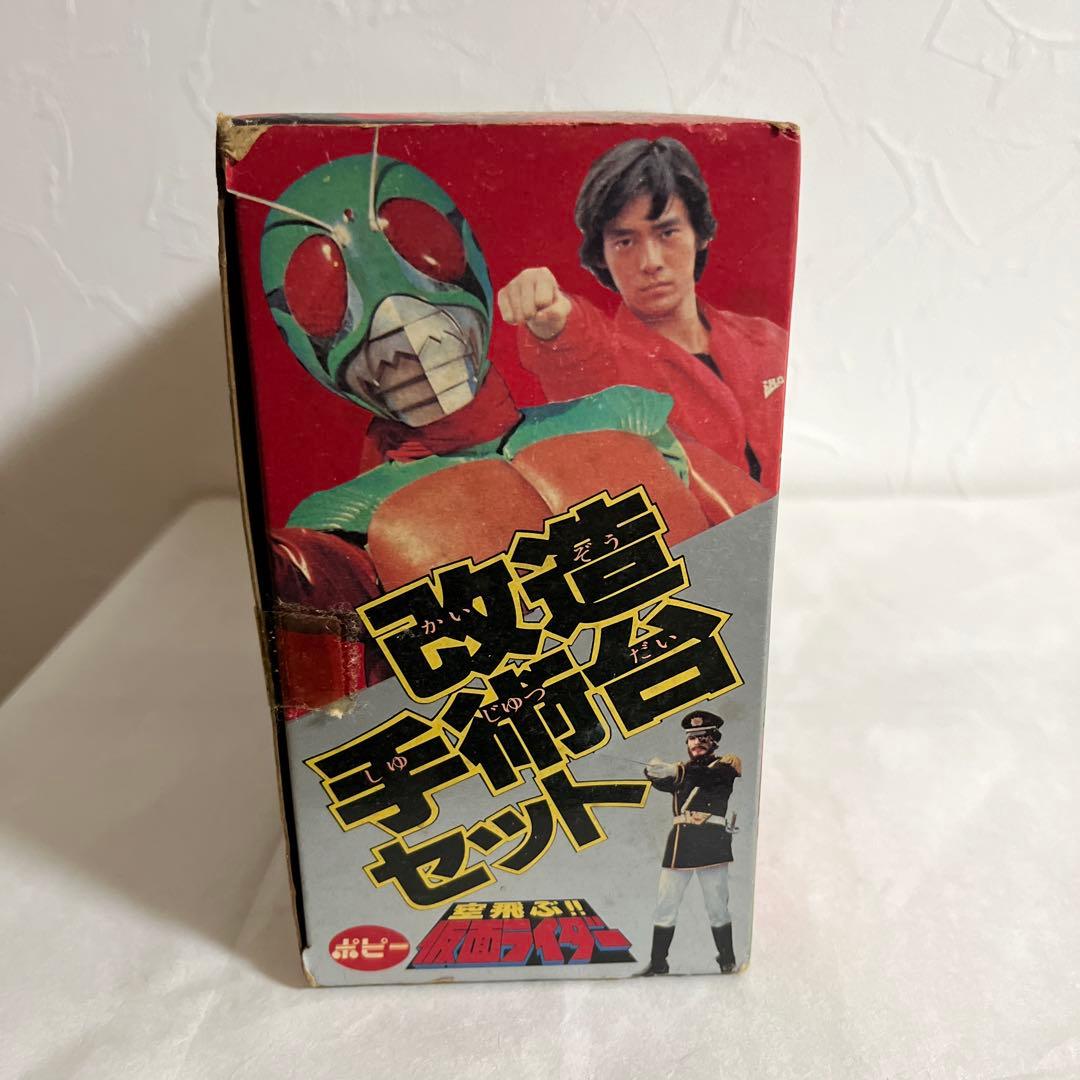 改造
かいぞう
手術台
しゅじゅつだい
セット
空飛ぶ!!
仮面ライダー
ポピー